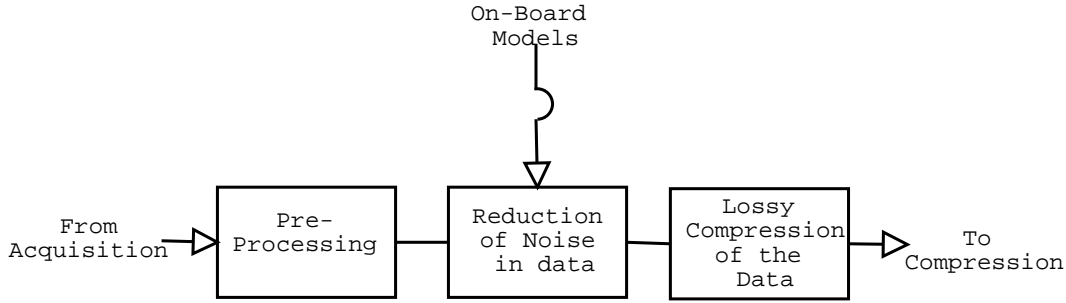 On-Board
Models
From
Acquisition
Pre-
Processing
Reduction
of Noise
in data
Lossy
Compression
of the
Data
To
Compression